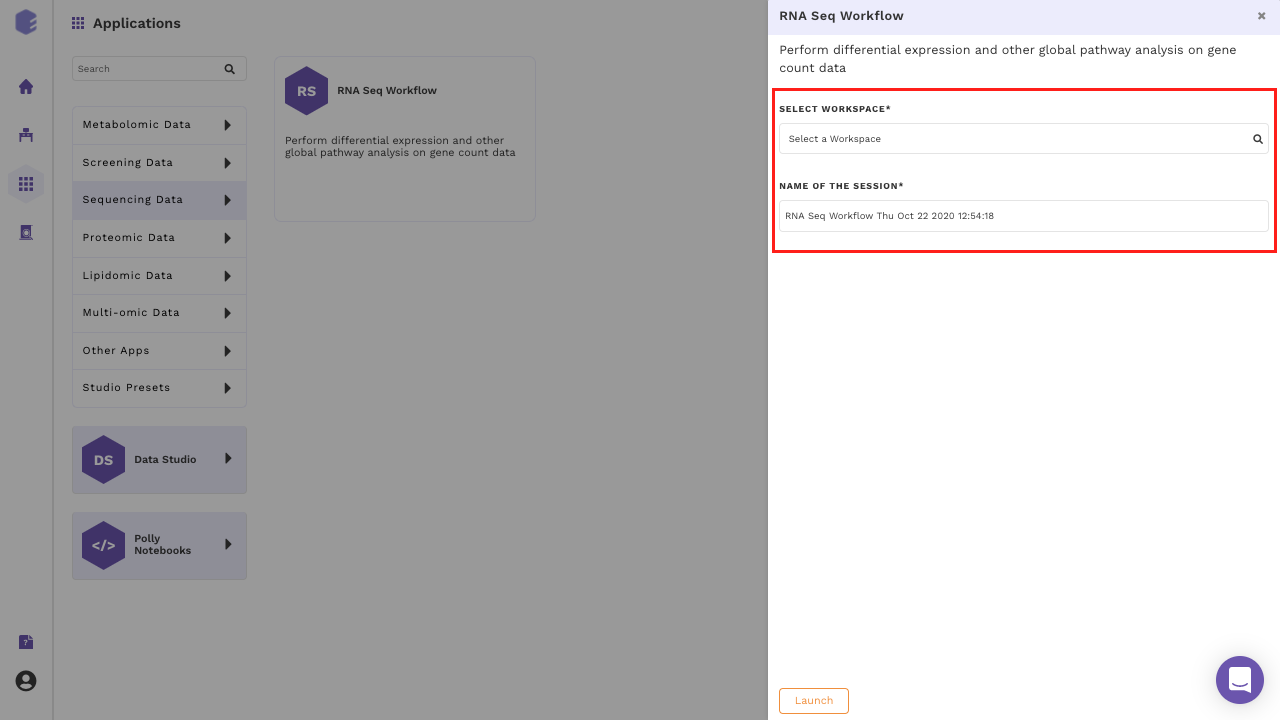 Applications
Search
Metabolomic Data
Screening Data
Sequencing Data
Proteomic Data
Lipidomic Data
Multi-omic Data
Other Apps
Studio Presets
DS
Data Studio
</>
Polly
Notebooks
?
RS
RNA Seq Workflow
Perform differential expression and other
global pathway analysis on gene count data
RNA Seq Workflow
Perform differential expression and other global pathway analysis on gene
count data
SELECT WORKSPACE*
Select a Workspace
NAME OF THE SESSION*
RNA Seq Workflow Thu Oct 22 2020 12:54:18
Launch